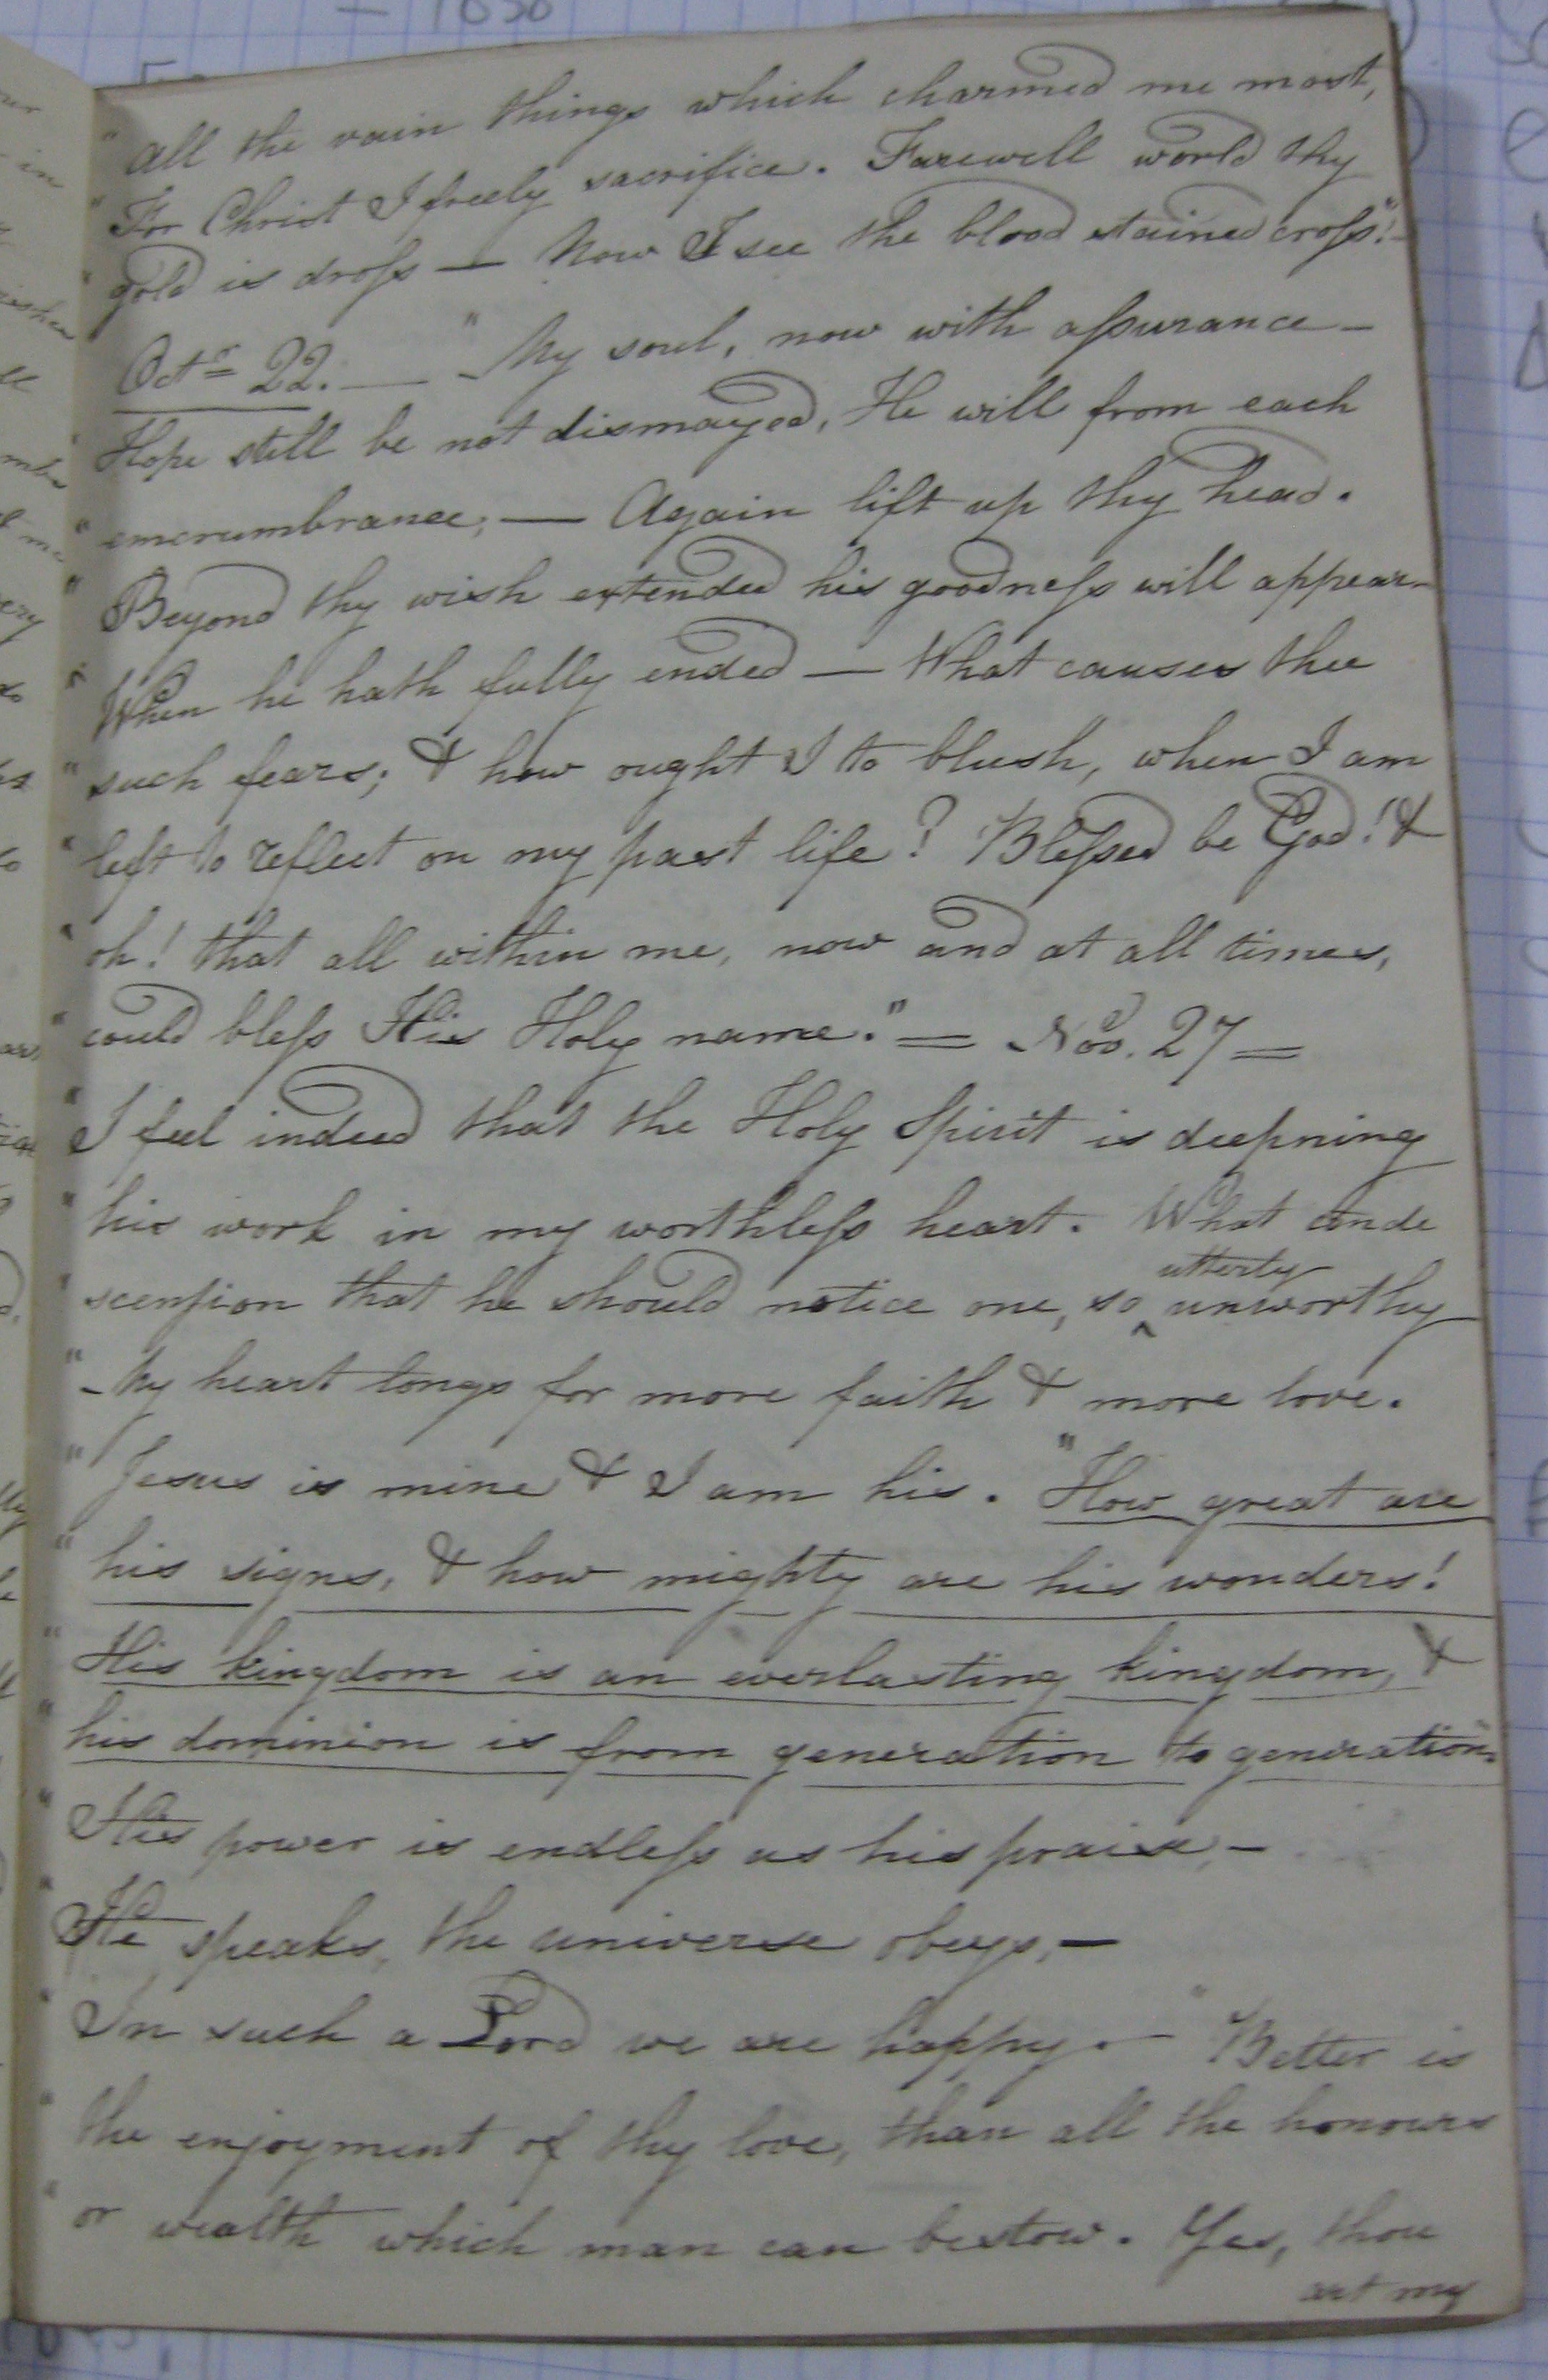 = 1050
" all the vain things which charmed me most,
" For Christ I freely sacrifice. Farewell world thy
" gold is dross — Now I see the blood stained cross!"-
Octr 22. — "My soul, now with assurance -
Hope still be not dismayed, He will from each
" emcrumbrance, — Again lift up thy head.
" Beyond thy wish extended his goodness will appear-
" When he hath fully ended — What causes thee
" such fears; & how ought I to blush, when I am
" left to reflect on my past life? Blessed be God! &
" oh! that all within me, now and at all times,
" could bless His Holy name." = Nov. 27 =
" I feel indeed that the Holy Spirit is deepning
" his work in my worthless heart. What conde
" scension that he should notice one, so ^ utterly unworthy
" - My heart longs for more faith & more love.
" Jesus is mine & I am his. "How great are
" his signs, & how mighty are his wonders!
" His kingdom is an everlasting kingdom, &
" his dominion is from generation to generation."
" His power is endless as his praise, -
" He speaks, the universe obeys, -
" In such a Lord we are happy. - "Better is
" the enjoyment of thy love, than all the honours
" or wealth which man can bestow. Yes, thou
art my